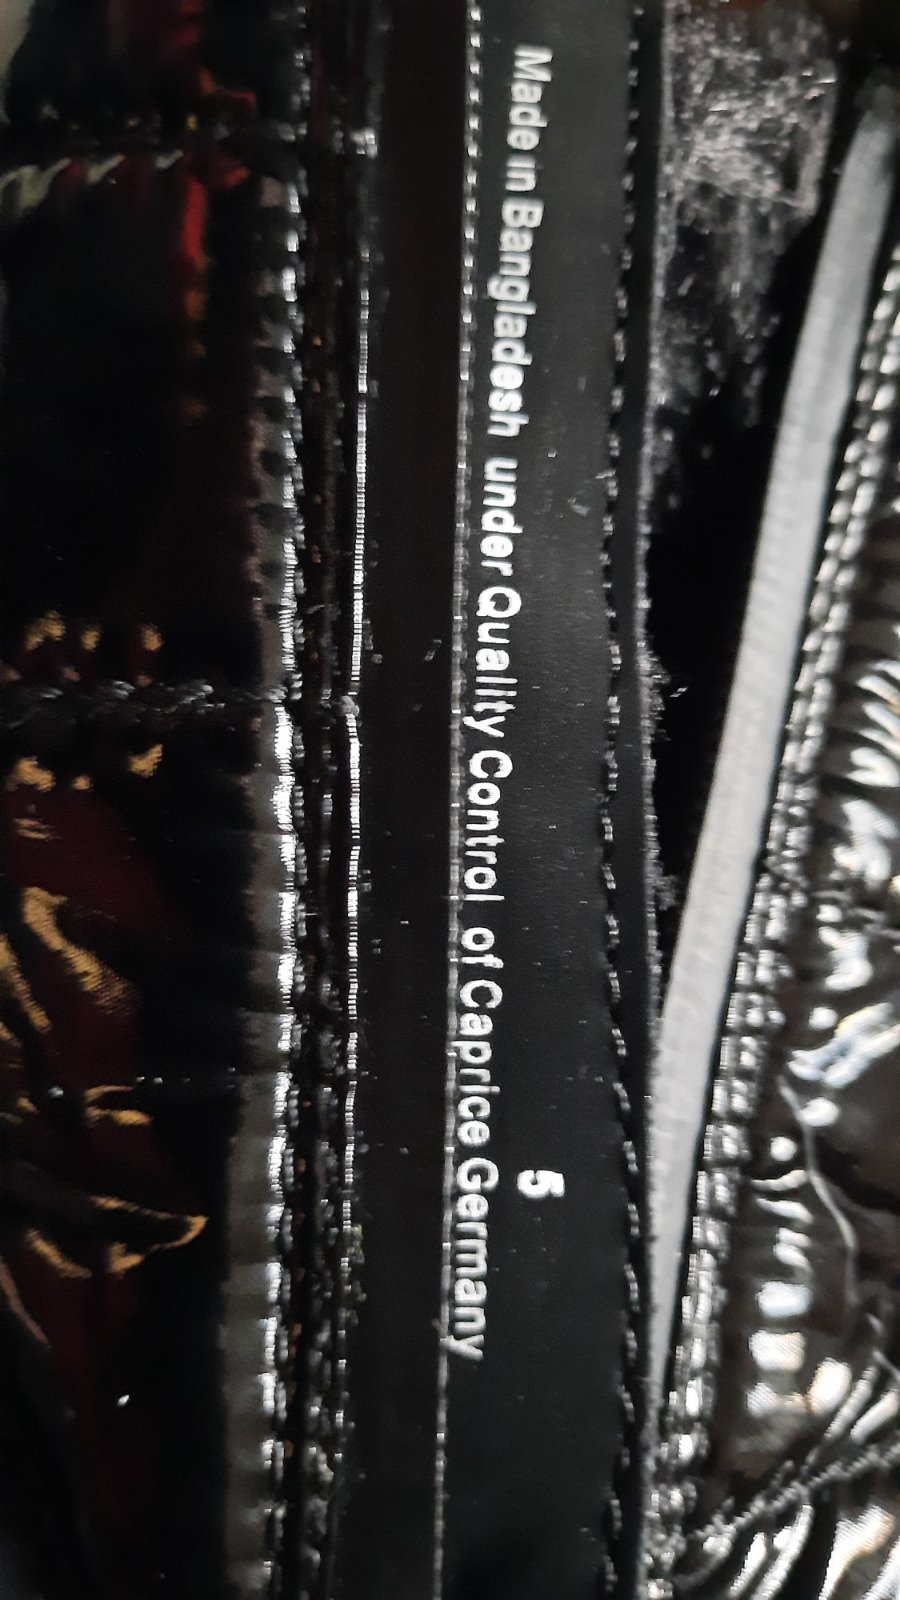 5
Made in Bangladesh under Quality Control of Caprice Germany